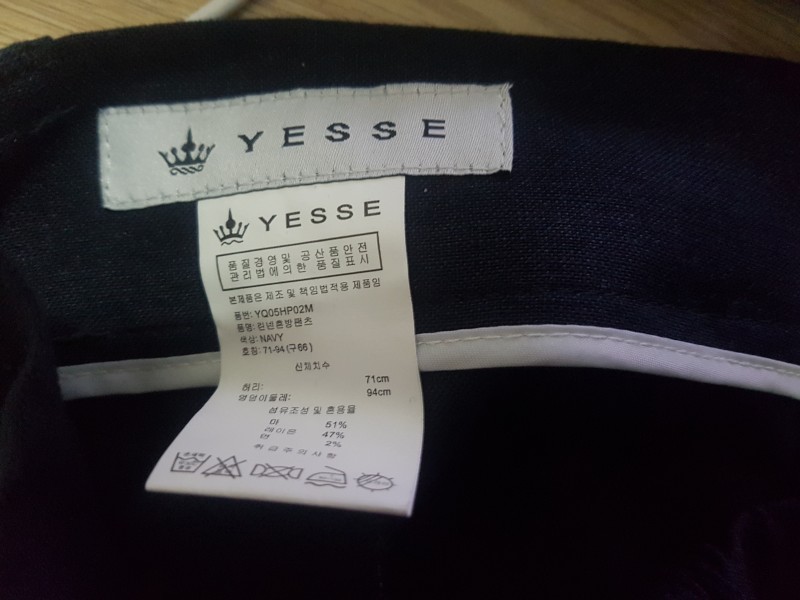 YESSE
YESSE
품질경영및 공산품안전
관리법에의한 품질표시
본제품은 제조 및 책임법적용 제품임
품번: YQ05HP02M
품명: 린넨혼방팬츠
색상: NAVY
호칭: 71-94 (구66)
신체치수
허리: 71cm
엉덩이둘레: 94cm
섬유조성 및 혼용율
마 51%
레이온 47%
면 2%
취급주의사항